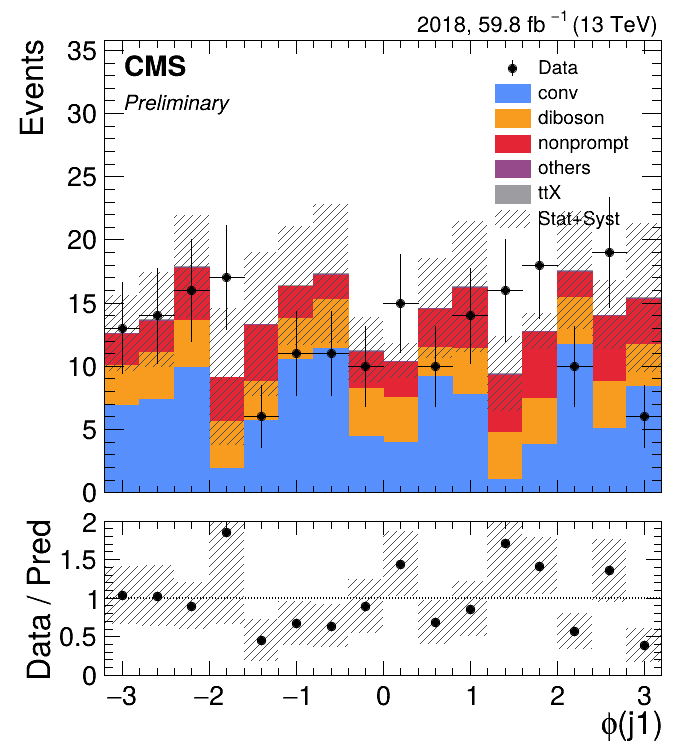 2018, 59.8 fb⁻¹ (13 TeV)
Events
35
30
25
20
15
10
5
0
CMS
Preliminary
Data
conv
diboson
nonprompt
others
ttX
Stat+Syst
Data / Pred
2
1.5
1
0.5
0
−3 −2 −1 0 1 2 3
ϕ(j1)